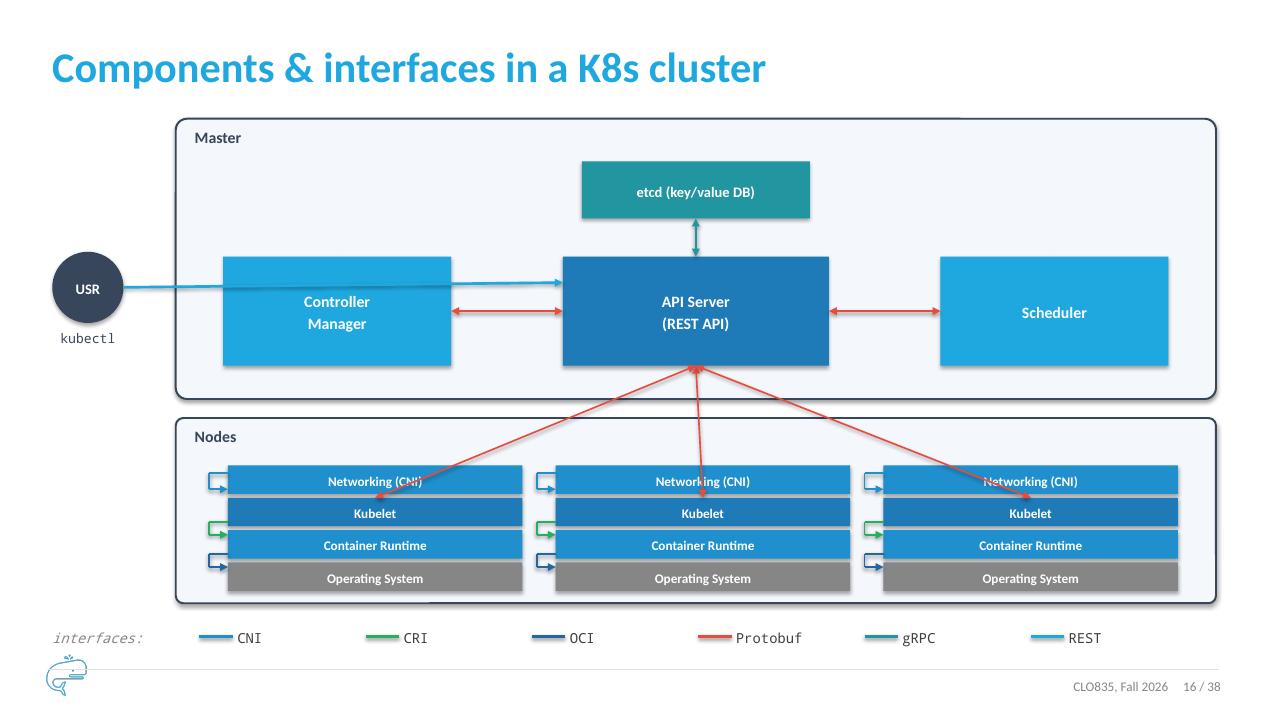 Components & interfaces in a K8s cluster
Master
etcd (key/value DB)
USR
kubectl
Controller
Manager
API Server
(REST API)
Scheduler
Nodes
Networking (CNI)
Kubelet
Container Runtime
Operating System
Networking (CNI)
Kubelet
Container Runtime
Operating System
Networking (CNI)
Kubelet
Container Runtime
Operating System
interfaces: CNI CRI OCI Protobuf gRPC REST
CLO835, Fall 2026 16 / 38